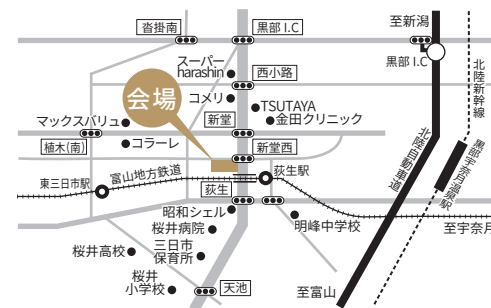 沓掛南
黒部 I.C
至新潟
スーパー
harashin
西小路
黒部 I.C
北陸新幹線
会場
コメリ
TSUTAYA
マックスバリュ
新堂
金田クリニック
植木(南)
コラーレ
新堂西
北陸自動車道
黒部宇奈月温泉駅
東三日市駅
富山地方鉄道
荻生駅
荻生
昭和シェル
桜井病院
明峰中学校
至宇奈月
桜井高校
三日市
保育所
桜井
小学校
天池
至富山